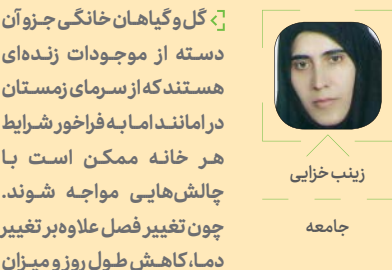 گل و گیاهان خانگی جزو آن
دسته از موجودات زنده‌ای
هستند که از سرمای زمستان
در امانند اما به فراخور شرایط
هر خانه ممکن است با
چالش‌هایی مواجه شوند.
چون تغییر فصل علاوه‌بر تغییر
دما، کاهش طول روز و میزان
زینب خزایی
جامعه